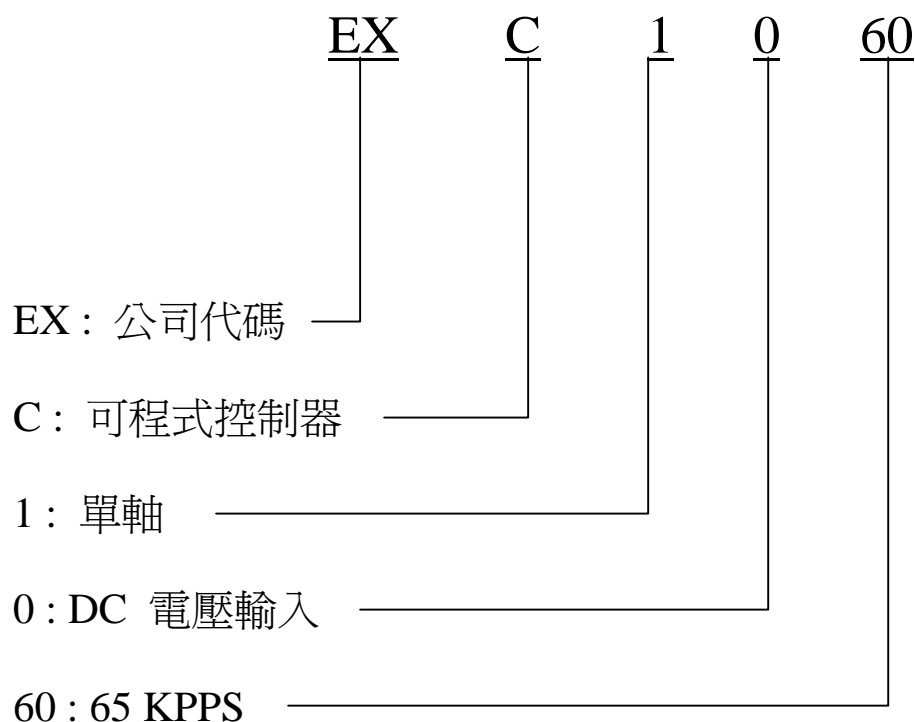 EX C 1 0 60
EX : 公司代碼
C : 可程式控制器
1 : 單軸
0 : DC 電壓輸入
60 : 65 KPPS